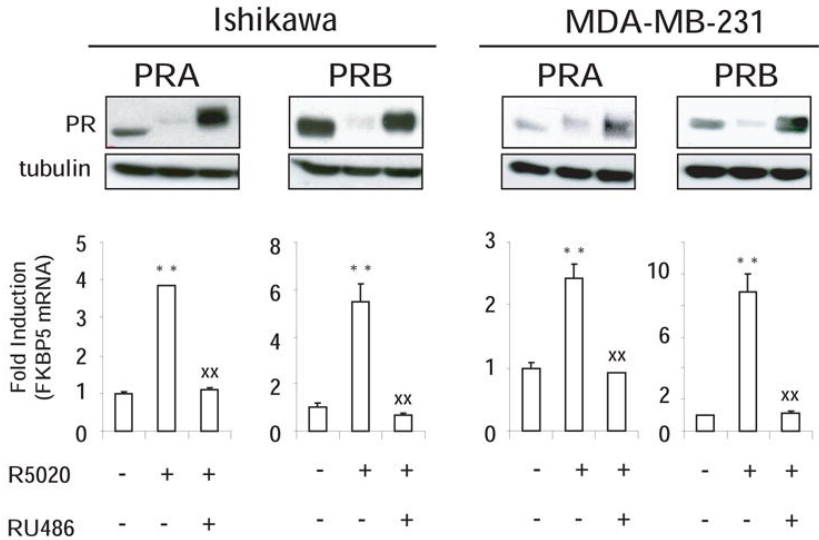 Ishikawa MDA-MB-231
PRA PRB PRA PRB
PR
tubulin
Fold Induction
(FKBP5 mRNA)
5 8 3 10
4 6 2 6
3 4 1 2
2 2 0 0
1 0
0
** ** ** **
xx xx xx xx
R5020 - + + - + + - + + - + +
RU486 - - + - - + - - + - - +